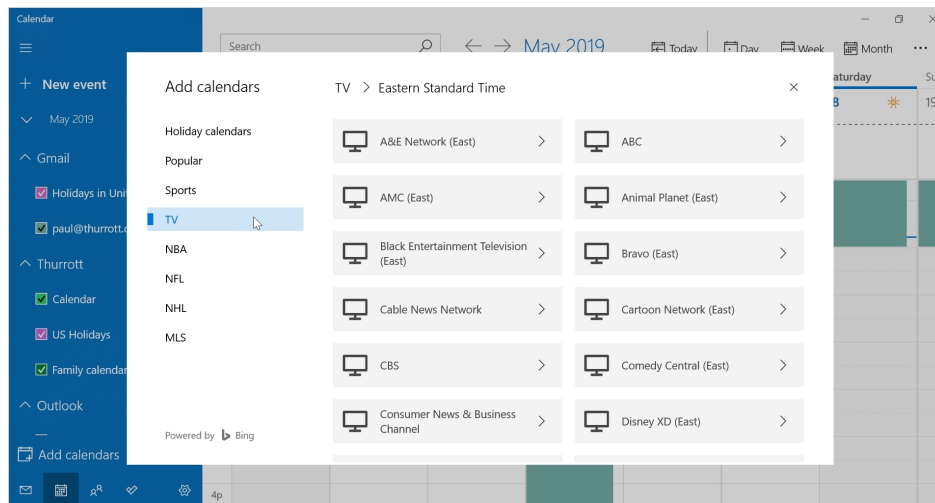 Calendar
Search
May 2019
Today
Day
Week
Month
New event
May 2019
Gmail
Holidays in Uni
paul@thurrott.c
Thurrott
Calendar
US Holidays
Family calendar
Outlook
Add calendars
Add calendars
Holiday calendars
Popular
Sports
TV
NBA
NFL
NHL
MLS
Powered by Bing
TV > Eastern Standard Time
A&E Network (East)
ABC
AMC (East)
Animal Planet (East)
Black Entertainment Television
(East)
Bravo (East)
Cable News Network
Cartoon Network (East)
CBS
Comedy Central (East)
Consumer News & Business
Channel
Disney XD (East)
aturday
Su
8
19
4p